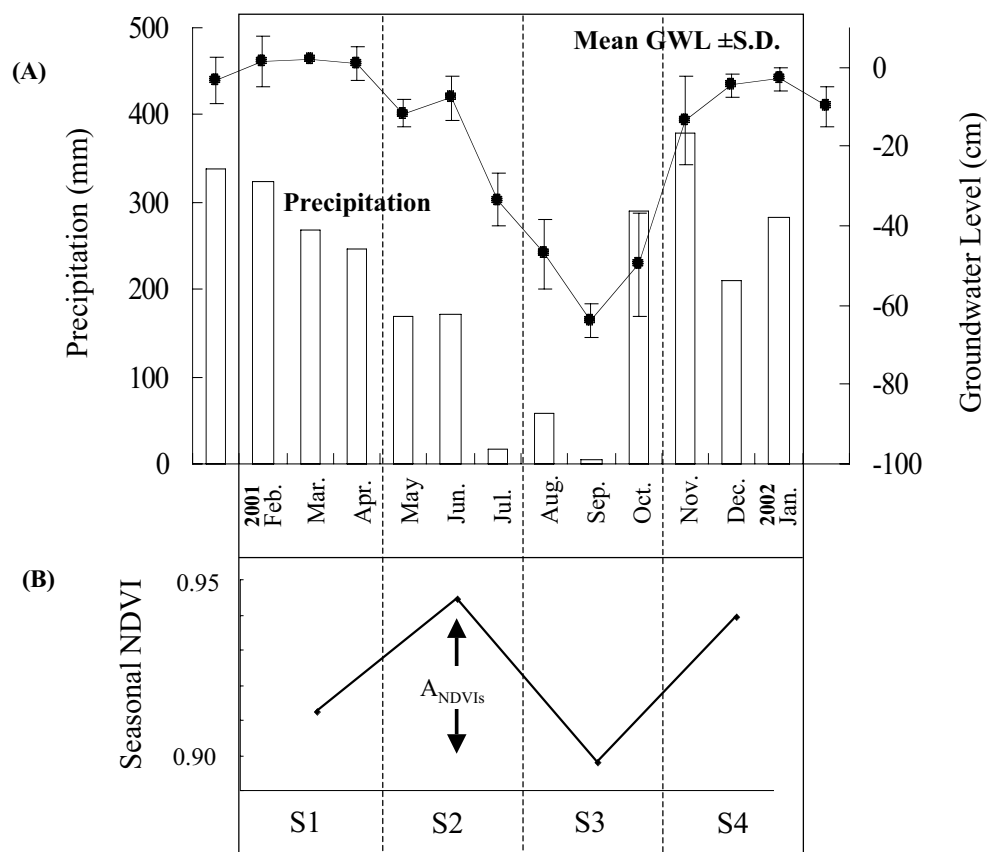 (A)
Mean GWL ±S.D.
Precipitation
Precipitation (mm)
500
400
300
200
100
0
Groundwater Level (cm)
0
-20
-40
-60
-80
-100
2001
Feb.
Mar.
Apr.
May
Jun.
Jul.
Aug.
Sep.
Oct.
Nov.
Dec.
2002
Jan.
(B)
Seasonal NDVI
0.95
0.90
A_NDVIs
S1 S2 S3 S4